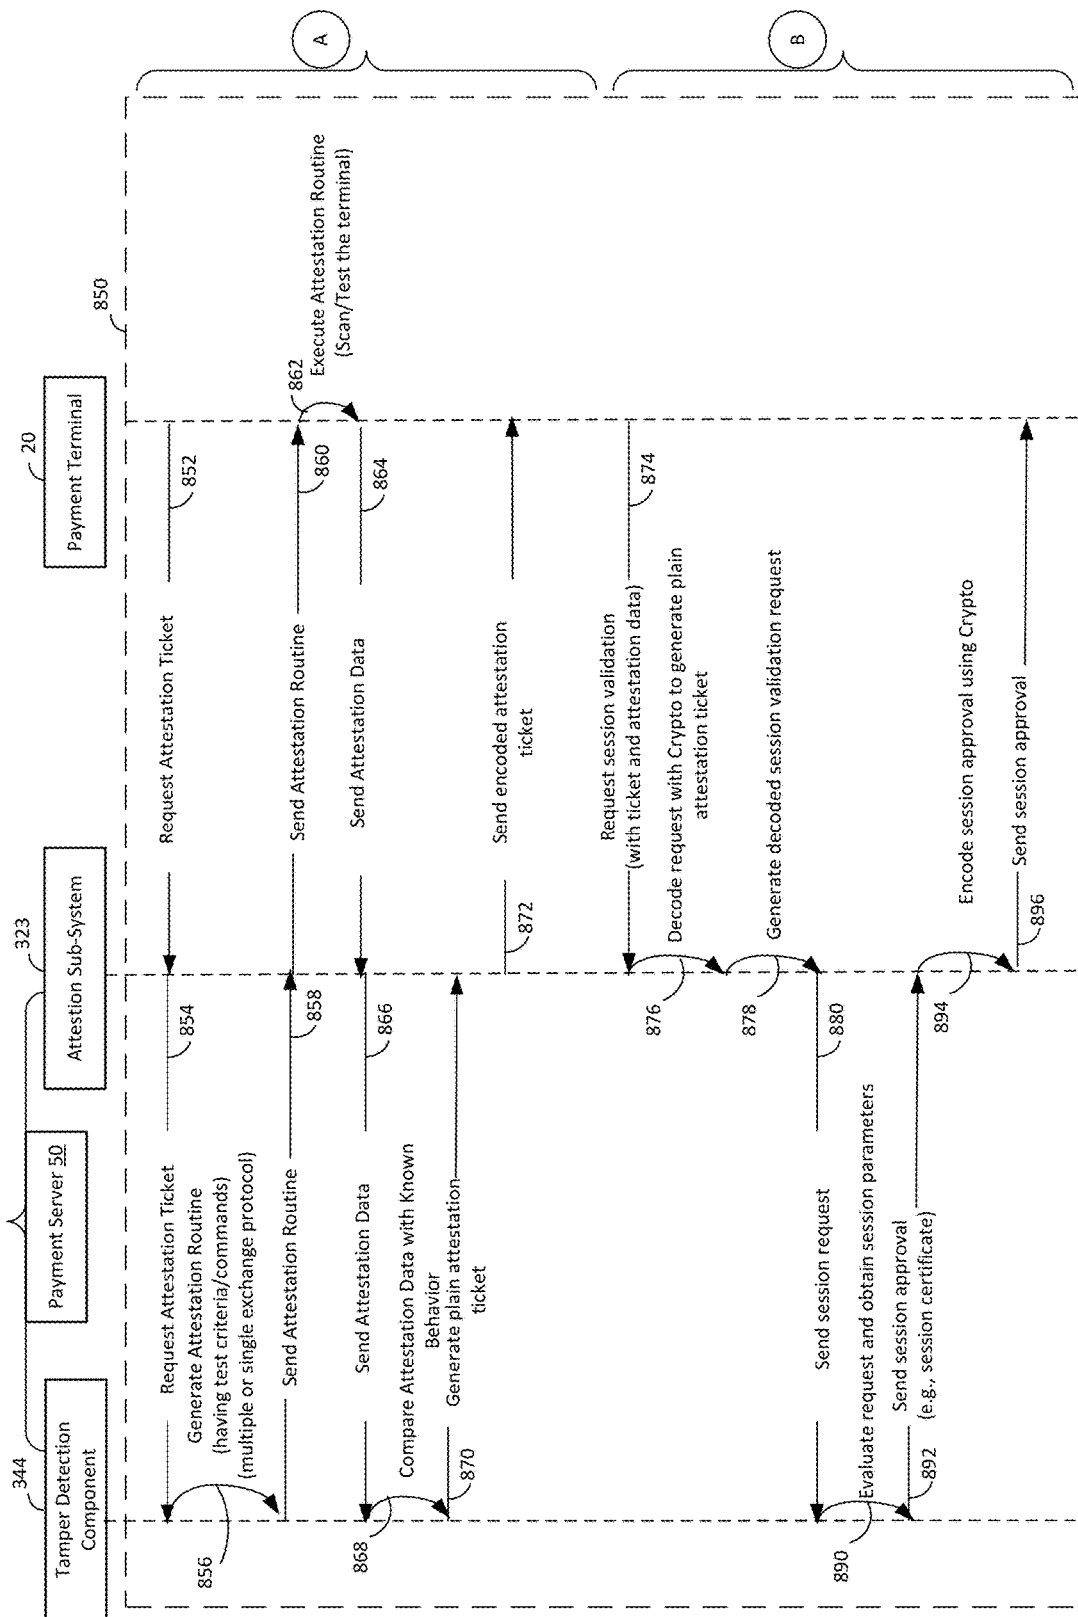 344
Tamper Detection
Component
Payment Server 50
323
Attestion Sub-System
20
Payment Terminal
850
Request Attestation Ticket
854
Request Attestation Ticket
852
856
Generate Attestation Routine
(having test criteria/commands)
(multiple or single exchange protocol)
Send Attestation Routine
858
Send Attestation Routine
860
862
Execute Attestation Routine
(Scan/Test the terminal)
Send Attestation Data
866
Send Attestation Data
864
868
Compare Attestation Data with Known
Behavior
870
Generate plain attestation
ticket
872
Send encoded attestation
ticket
A
Request session validation
(with ticket and attestation data)
874
876
Decode request with Crypto to generate plain
attestation ticket
878
Generate decoded session validation request
Send session request
880
890
Evaluate request and obtain session parameters
892
Send session approval
(e.g., session certificate)
894
Encode session approval using Crypto
896
Send session approval
B